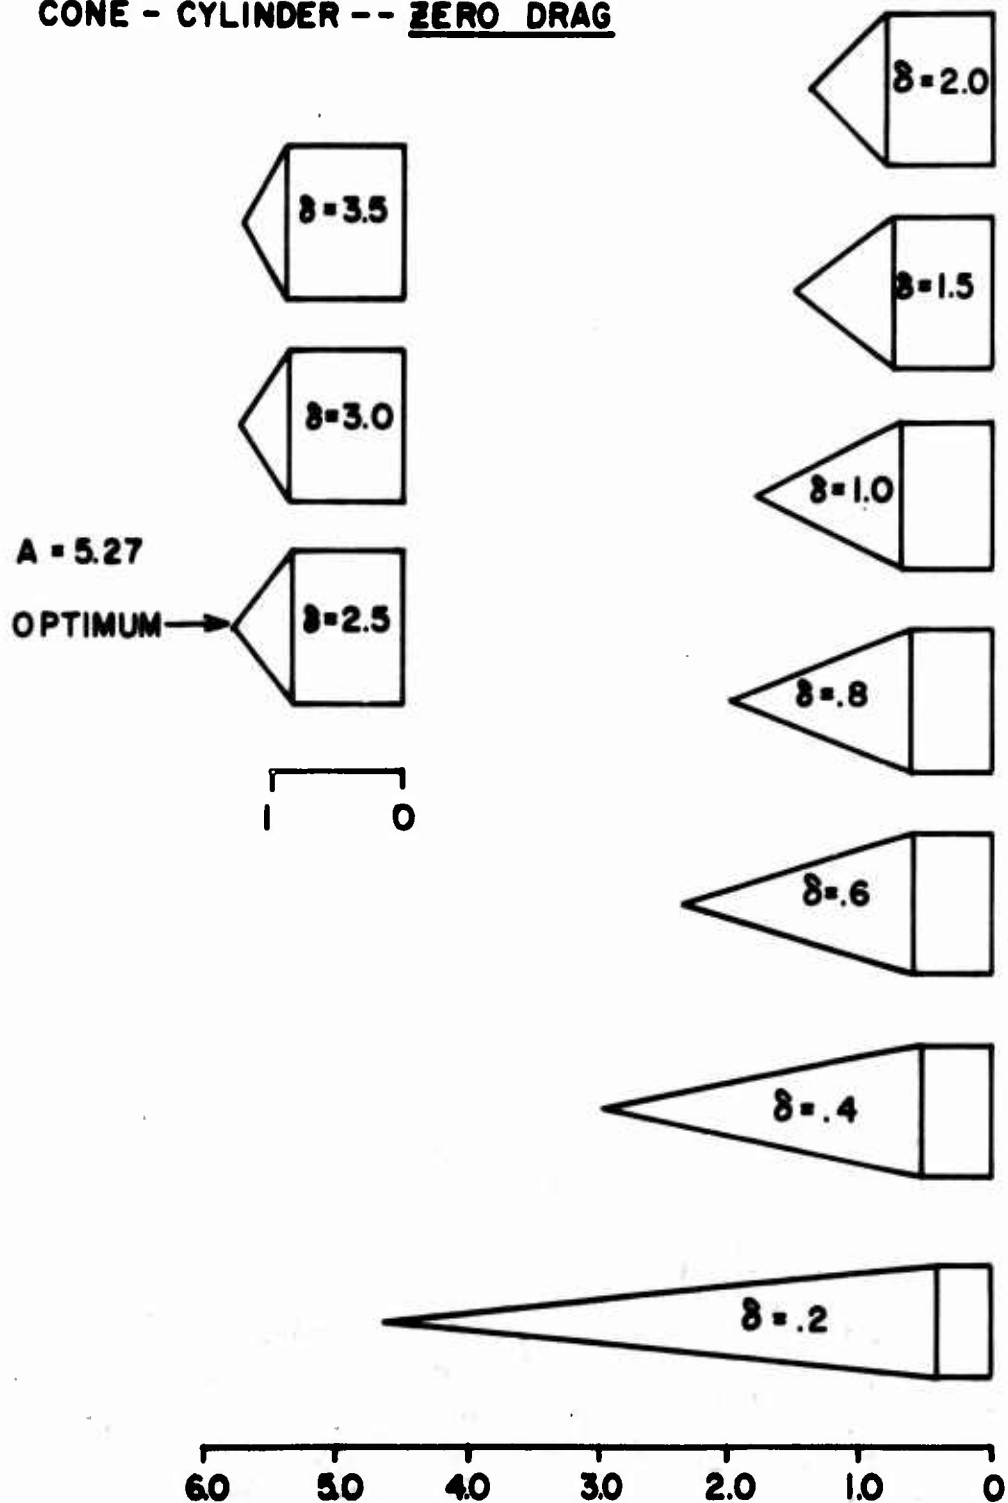 CONE - CYLINDER -- ZERO DRAG
δ = 2.0
δ = 3.5
δ = 1.5
δ = 3.0
δ = 1.0
A = 5.27
OPTIMUM
δ = 2.5
δ = .8
1 0
δ = .6
δ = .4
δ = .2
6.0 5.0 4.0 3.0 2.0 1.0 0